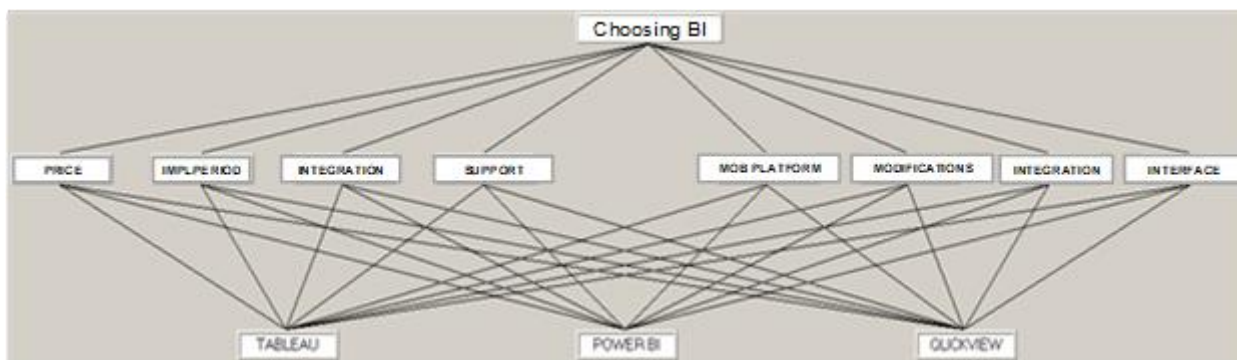 Choosing BI
PRICE
IMPL.PERIOD
INTEGRATION
SUPPORT
MOB PLATFORM
MODIFICATIONS
INTEGRATION
INTERFACE
TABLEAU
POWER BI
QLICKVIEW